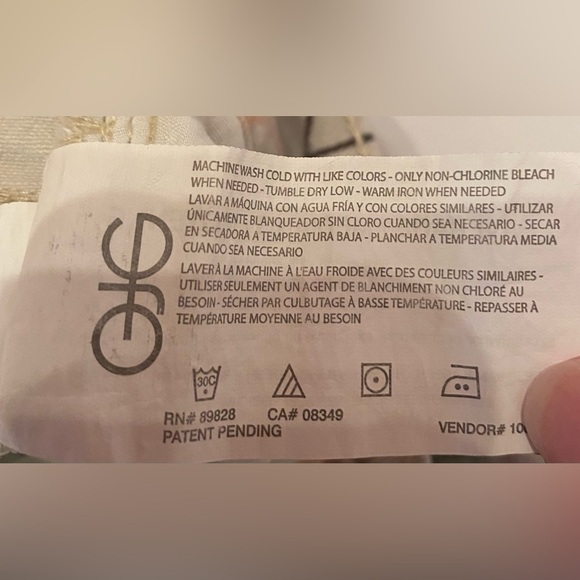 MACHINE WASH COLD WITH LIKE COLORS - ONLY NON-CHLORINE BLEACH
WHEN NEEDED - TUMBLE DRY LOW - WARM IRON WHEN NEEDED
LAVAR A MÁQUINA CON AGUA FRÍA Y CON COLORES SIMILARES - UTILIZAR
ÚNICAMENTE BLANQUEADOR SIN CLORO CUANDO SEA NECESARIO - SECAR
EN SECADORA A TEMPERATURA BAJA - PLANCHAR A TEMPERATURA MEDIA
CUANDO SEA NECESARIO
LAVER À LA MACHINE À L'EAU FROIDE AVEC DES COULEURS SIMILAIRES -
UTILISER SEULEMENT UN AGENT DE BLANCHIMENT NON CHLORÉ AU
BESOIN - SÉCHER PAR CULBUTAGE À BASSE TEMPÉRATURE - REPASSER À
TEMPÉRATURE MOYENNE AU BESOIN
30C
RN# 89828 CA# 08349
PATENT PENDING
VENDOR#